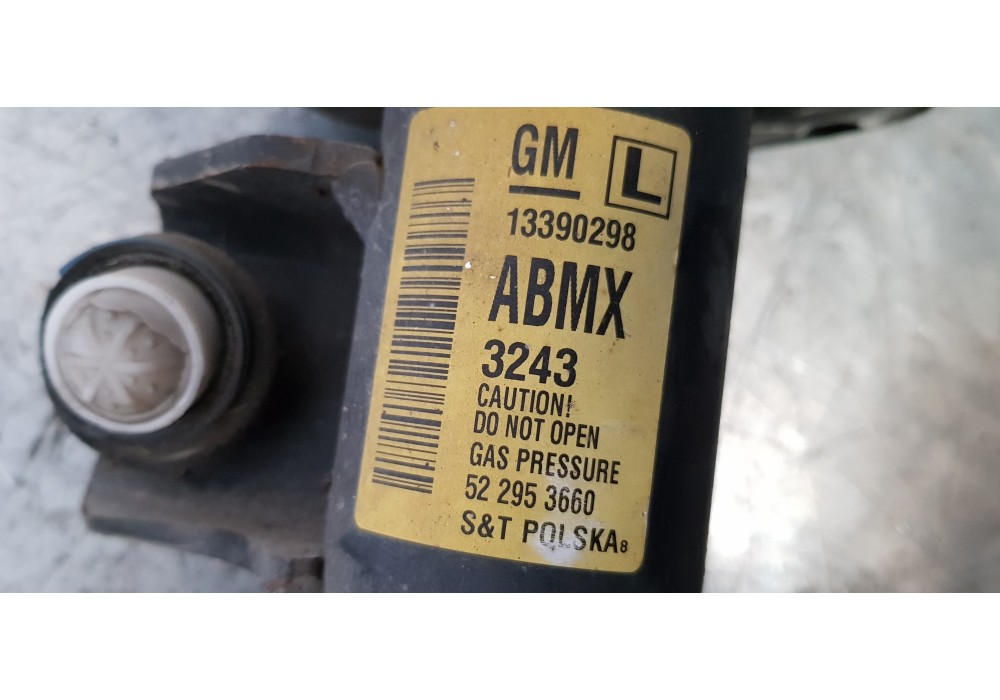 GM L
13390298
ABMX
3243
CAUTION!
DO NOT OPEN
GAS PRESSURE
52 295 3660
S&T POLSKA8